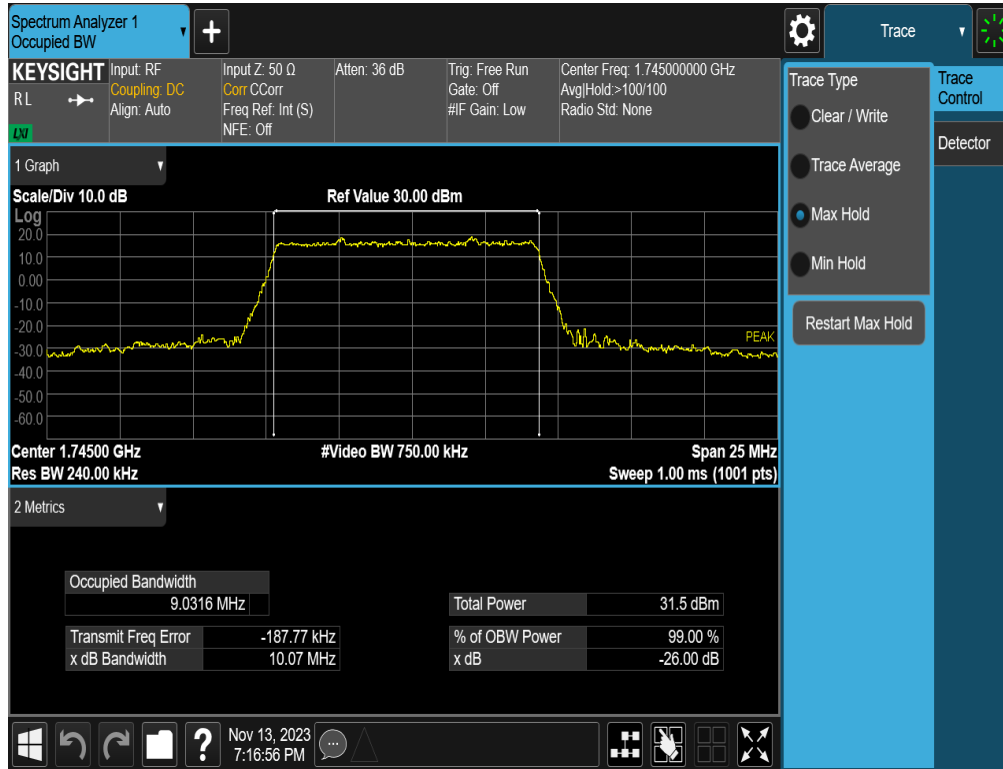 Spectrum Analyzer 1
Occupied BW
+
Trace
KEYSIGHT
R L
LXI
Input: RF
Coupling: DC
Align: Auto
Input Z: 50 Ω
Corr CCorr
Freq Ref: Int (S)
NFE: Off
Atten: 36 dB
Trig: Free Run
Gate: Off
#IF Gain: Low
Center Freq: 1.745000000 GHz
Avg|Hold:>100/100
Radio Std: None
Trace Type
Clear / Write
Trace Average
Max Hold
Min Hold
Restart Max Hold
Trace
Control
Detector
1 Graph
Scale/Div 10.0 dB
Ref Value 30.00 dBm
Log
20.0
10.0
0.00
-10.0
-20.0
-30.0
-40.0
-50.0
-60.0
PEAK
Center 1.74500 GHz
#Video BW 750.00 kHz
Span 25 MHz
Res BW 240.00 kHz
Sweep 1.00 ms (1001 pts)
2 Metrics
Occupied Bandwidth
9.0316 MHz
Total Power 31.5 dBm
Transmit Freq Error -187.77 kHz
% of OBW Power 99.00 %
x dB Bandwidth 10.07 MHz
x dB -26.00 dB
?
Nov 13, 2023
7:16:56 PM